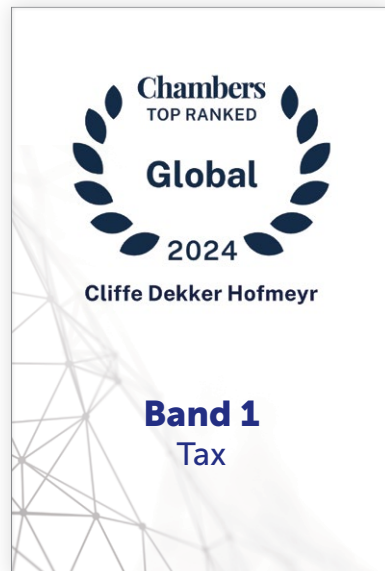 Chambers
TOP RANKED
Global
2024
Cliffe Dekker Hofmeyr
Band 1
Tax